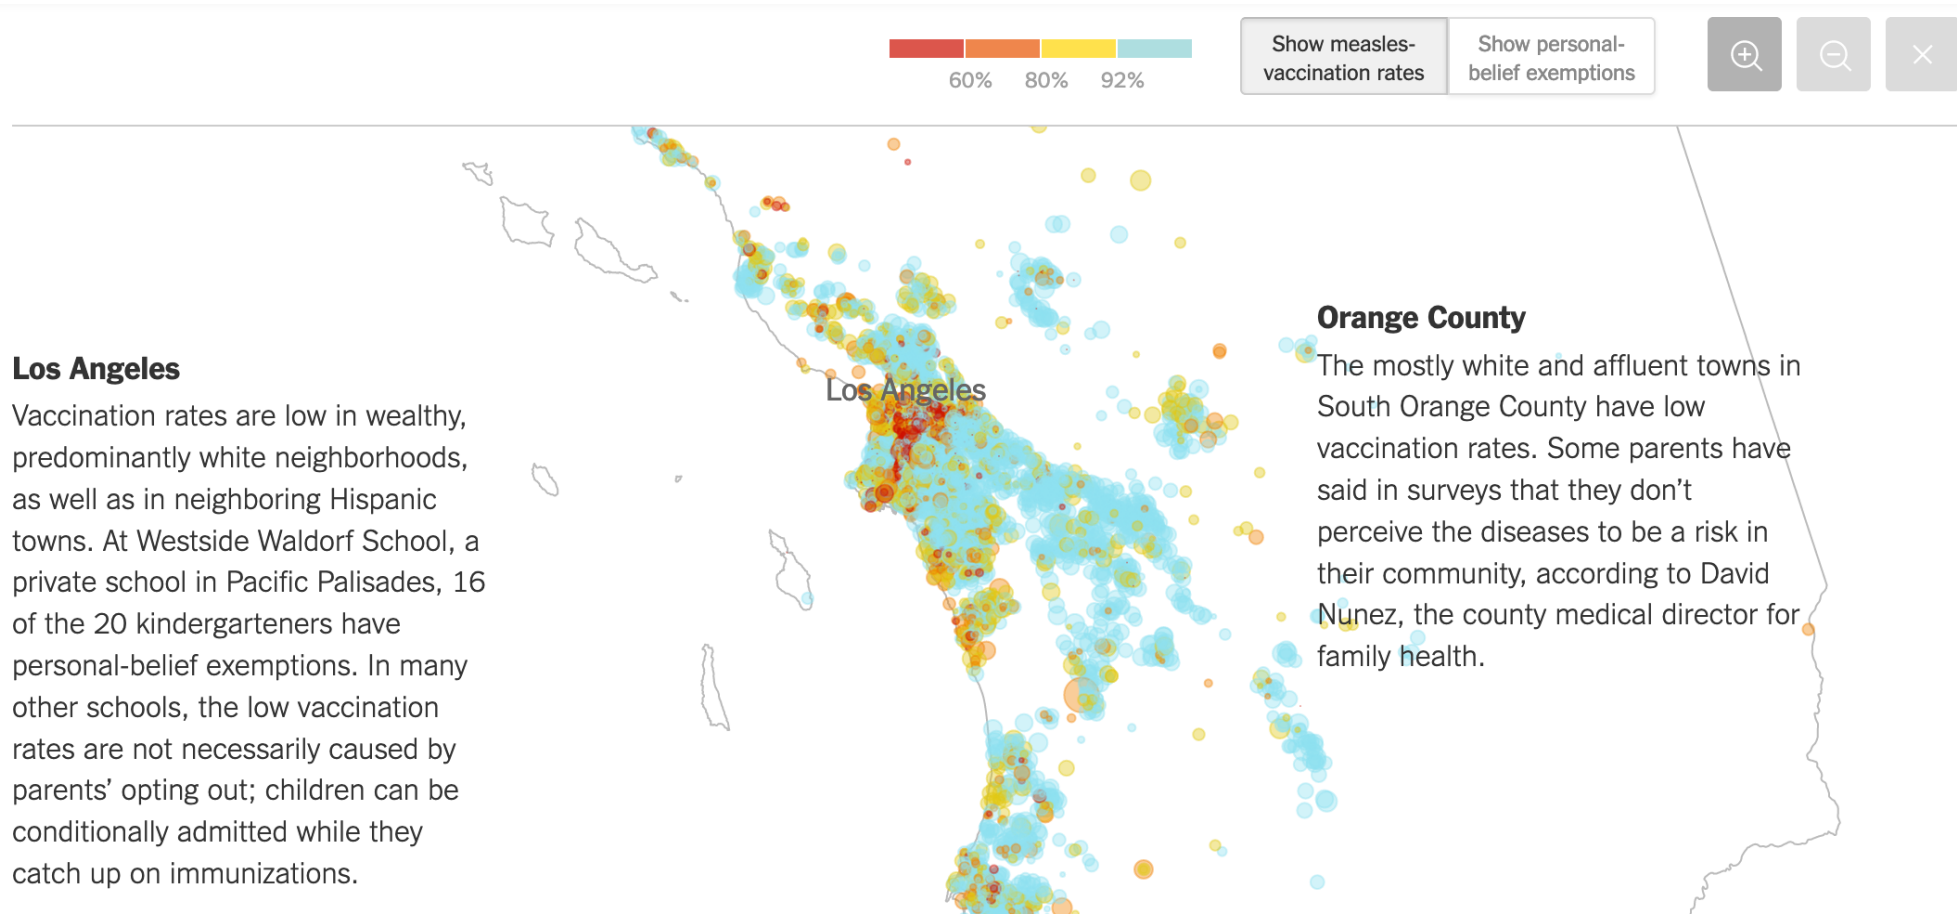 60% 80% 92%
Show measles-
vaccination rates
Show personal-
belief exemptions
Los Angeles
Los Angeles
Vaccination rates are low in wealthy,
predominantly white neighborhoods,
as well as in neighboring Hispanic
towns. At Westside Waldorf School, a
private school in Pacific Palisades, 16
of the 20 kindergarteners have
personal-belief exemptions. In many
other schools, the low vaccination
rates are not necessarily caused by
parents’ opting out; children can be
conditionally admitted while they
catch up on immunizations.
Orange County
The mostly white and affluent towns in
South Orange County have low
vaccination rates. Some parents have
said in surveys that they don’t
perceive the diseases to be a risk in
their community, according to David
Nunez, the county medical director for
family health.